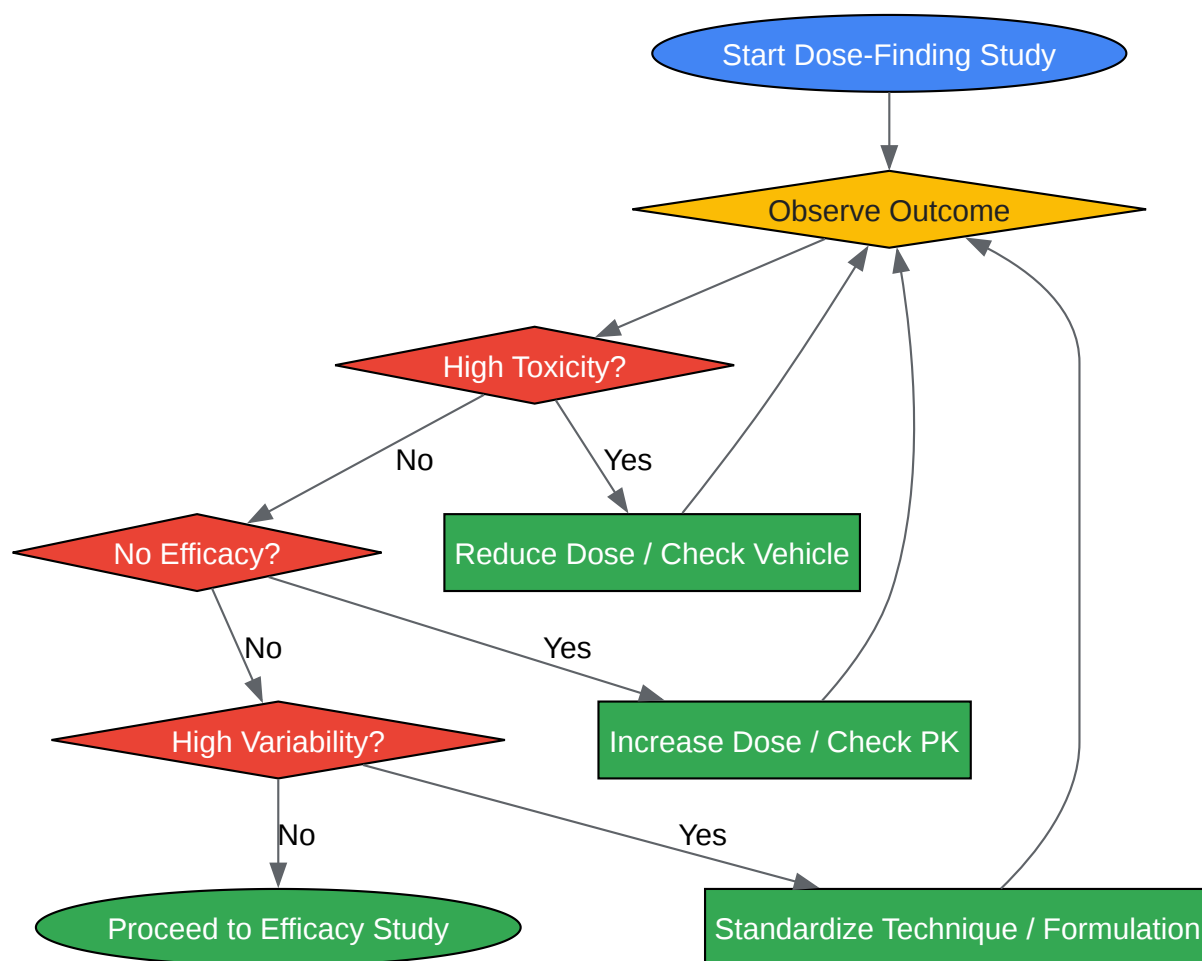 Start Dose-Finding Study
Observe Outcome
High Toxicity?
No
Yes
No Efficacy?
Reduce Dose / Check Vehicle
No
Yes
High Variability?
Increase Dose / Check PK
No
Yes
Proceed to Efficacy Study
Standardize Technique / Formulation